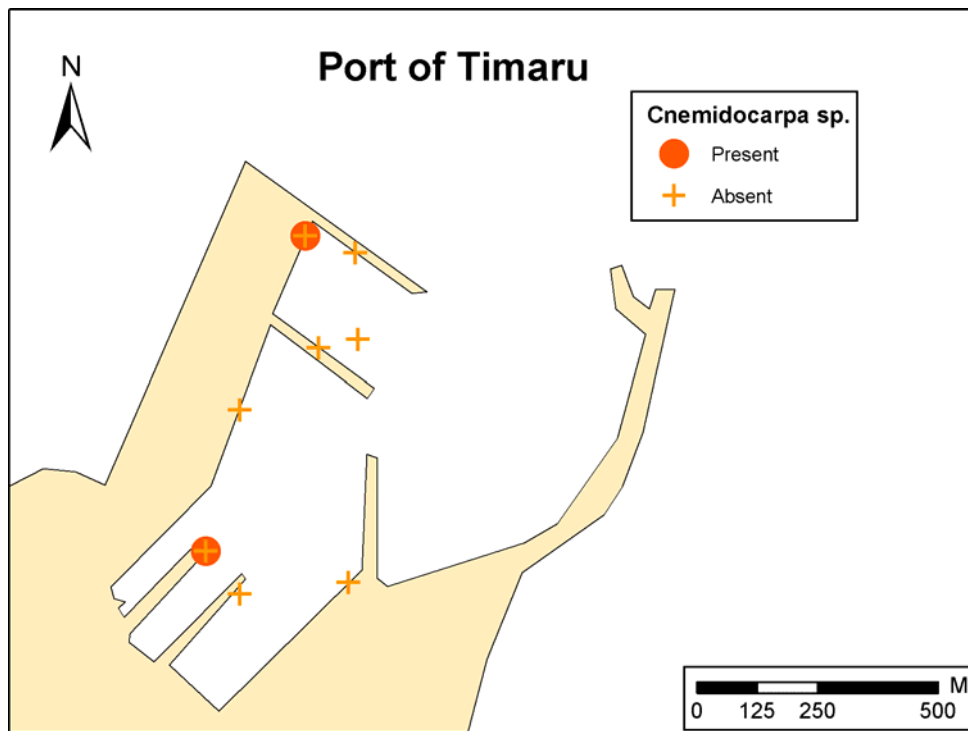 Port of Timaru
N
Cnemidocarpa sp.
Present
Absent
M
0 125 250 500